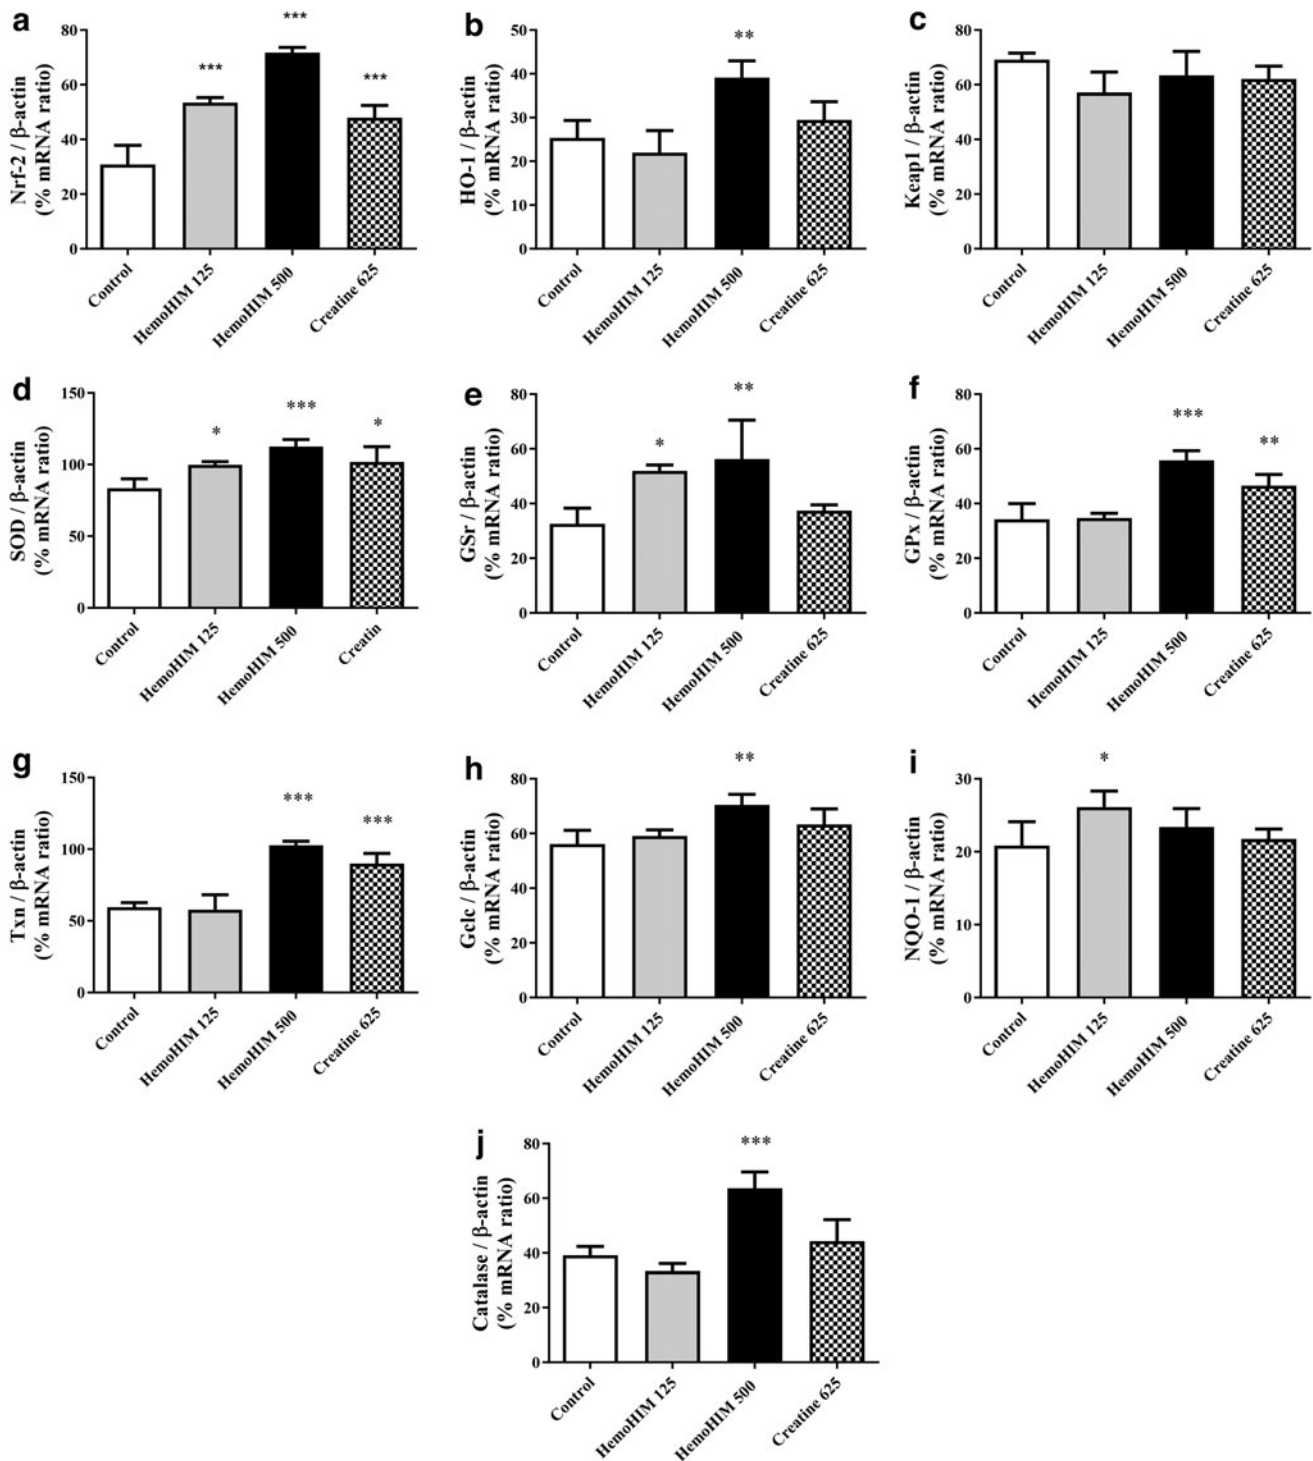 a
Nrf-2 / β-actin
(% mRNA ratio)
80
60
40
20
0
***
***
***
Control
HemoHIM 125
HemoHIM 500
Creatine 625
b
HO-1 / β-actin
(% mRNA ratio)
50
40
30
20
10
0
**
Control
HemoHIM 125
HemoHIM 500
Creatine 625
c
Keap1 / β-actin
(% mRNA ratio)
80
60
40
20
0
Control
HemoHIM 125
HemoHIM 500
Creatine 625
d
SOD / β-actin
(% mRNA ratio)
150
100
50
0
*
***
*
Control
HemoHIM 125
HemoHIM 500
Creatin
e
GSr / β-actin
(% mRNA ratio)
80
60
40
20
0
*
**
Control
HemoHIM 125
HemoHIM 500
Creatine 625
f
GPx / β-actin
(% mRNA ratio)
80
60
40
20
0
***
**
Control
HemoHIM 125
HemoHIM 500
Creatine 625
g
Txn / β-actin
(% mRNA ratio)
150
100
50
0
***
***
Control
HemoHIM 125
HemoHIM 500
Creatine 625
h
Gclc / β-actin
(% mRNA ratio)
80
60
40
20
0
**
Control
HemoHIM 125
HemoHIM 500
Creatine 625
i
NQO-1 / β-actin
(% mRNA ratio)
30
20
10
0
*
Control
HemoHIM 125
HemoHIM 500
Creatine 625
j
Catalase / β-actin
(% mRNA ratio)
80
60
40
20
0
***
Control
HemoHIM 125
HemoHIM 500
Creatine 625